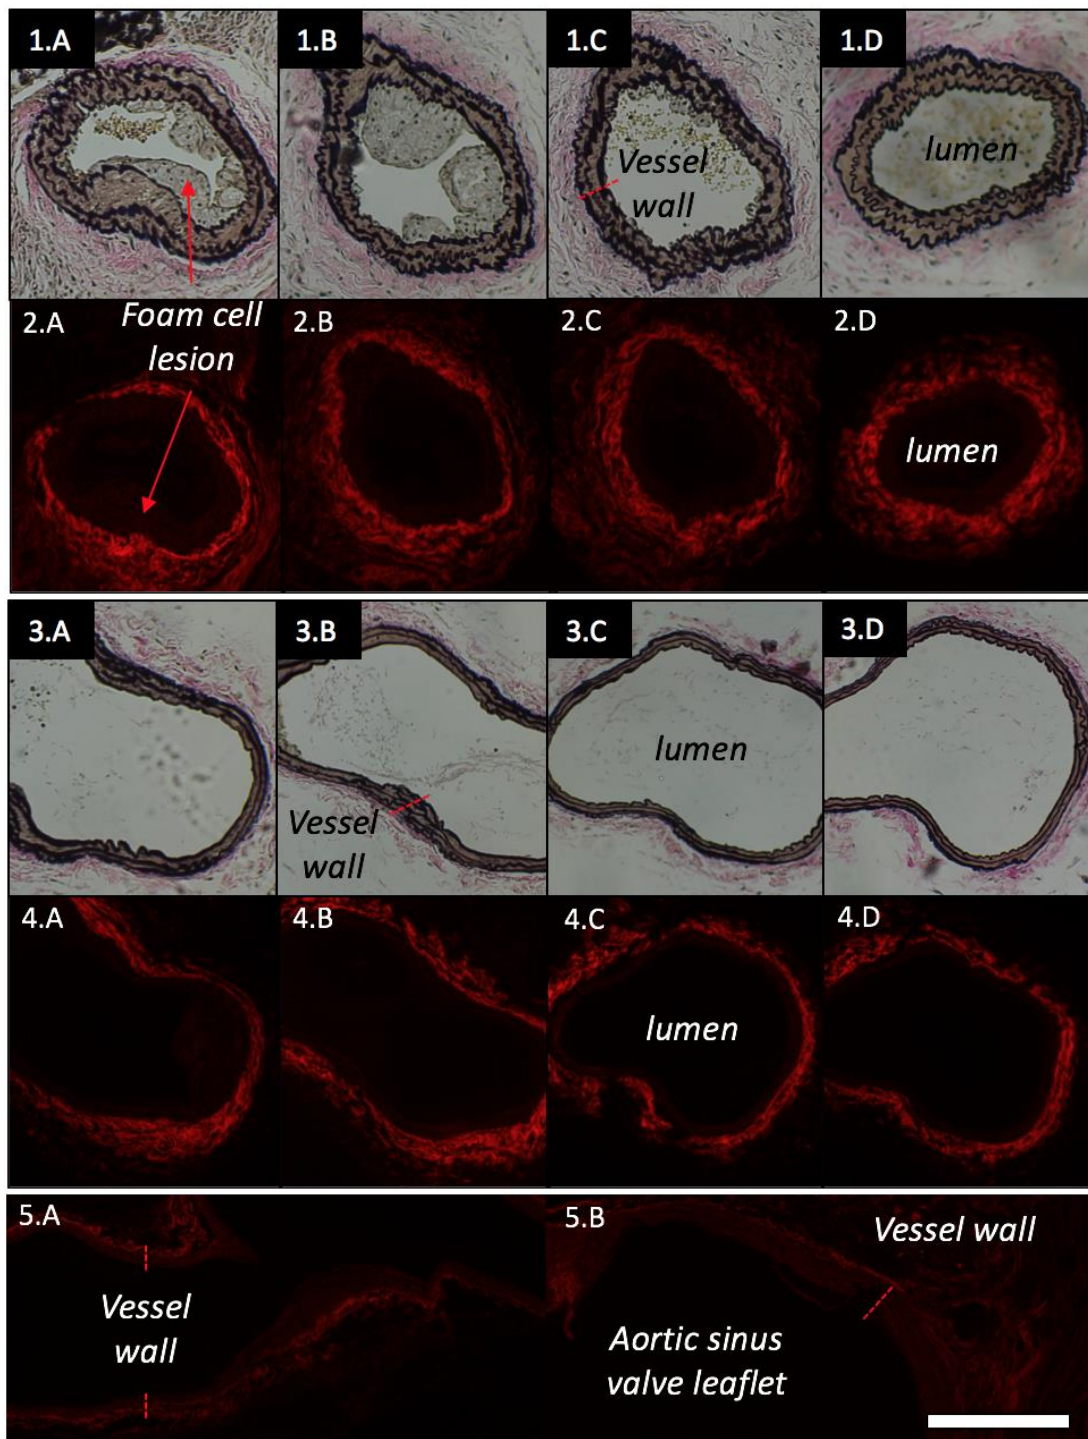 1.A
1.B
1.C
1.D
Vessel
wall
lumen
Foam cell
lesion
2.A
2.B
2.C
2.D
lumen
3.A
3.B
3.C
3.D
Vessel
wall
lumen
4.A
4.B
4.C
4.D
lumen
5.A
5.B
Vessel wall
Vessel
wall
Aortic sinus
valve leaflet